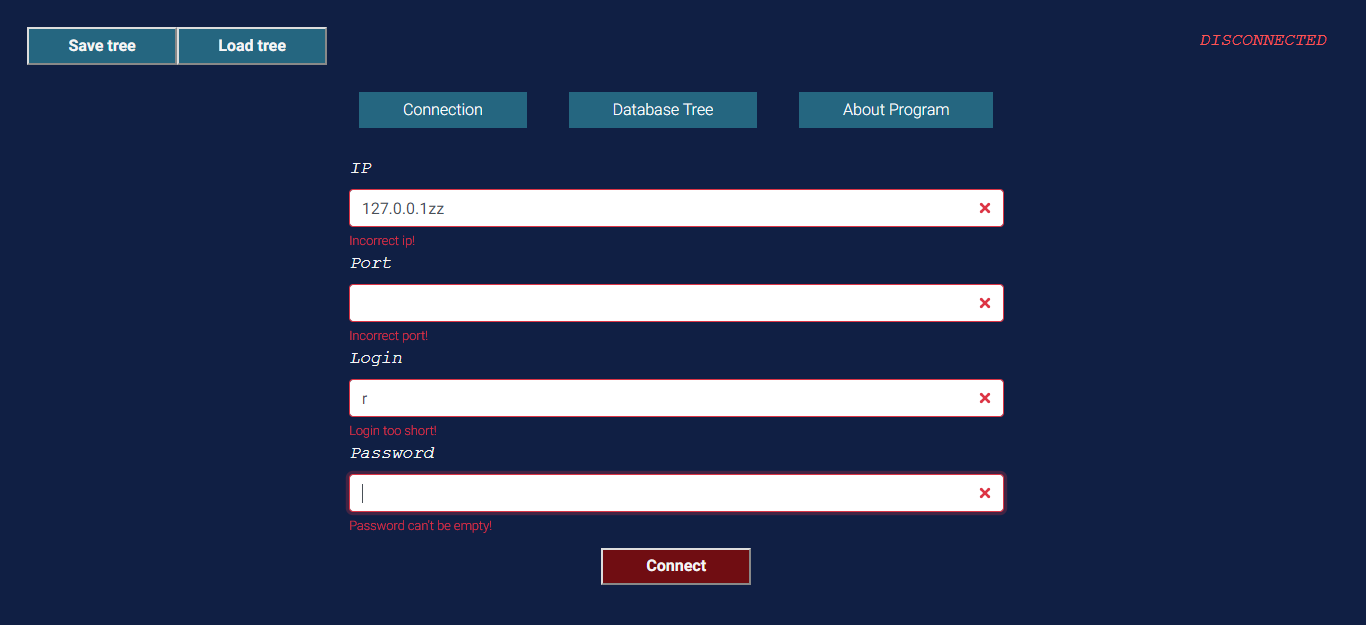 Save tree Load tree DISCONNECTED
Connection Database Tree About Program
IP
127.0.0.1zz
Incorrect ip!
Port
Incorrect port!
Login
r
Login too short!
Password
Password can't be empty!
Connect